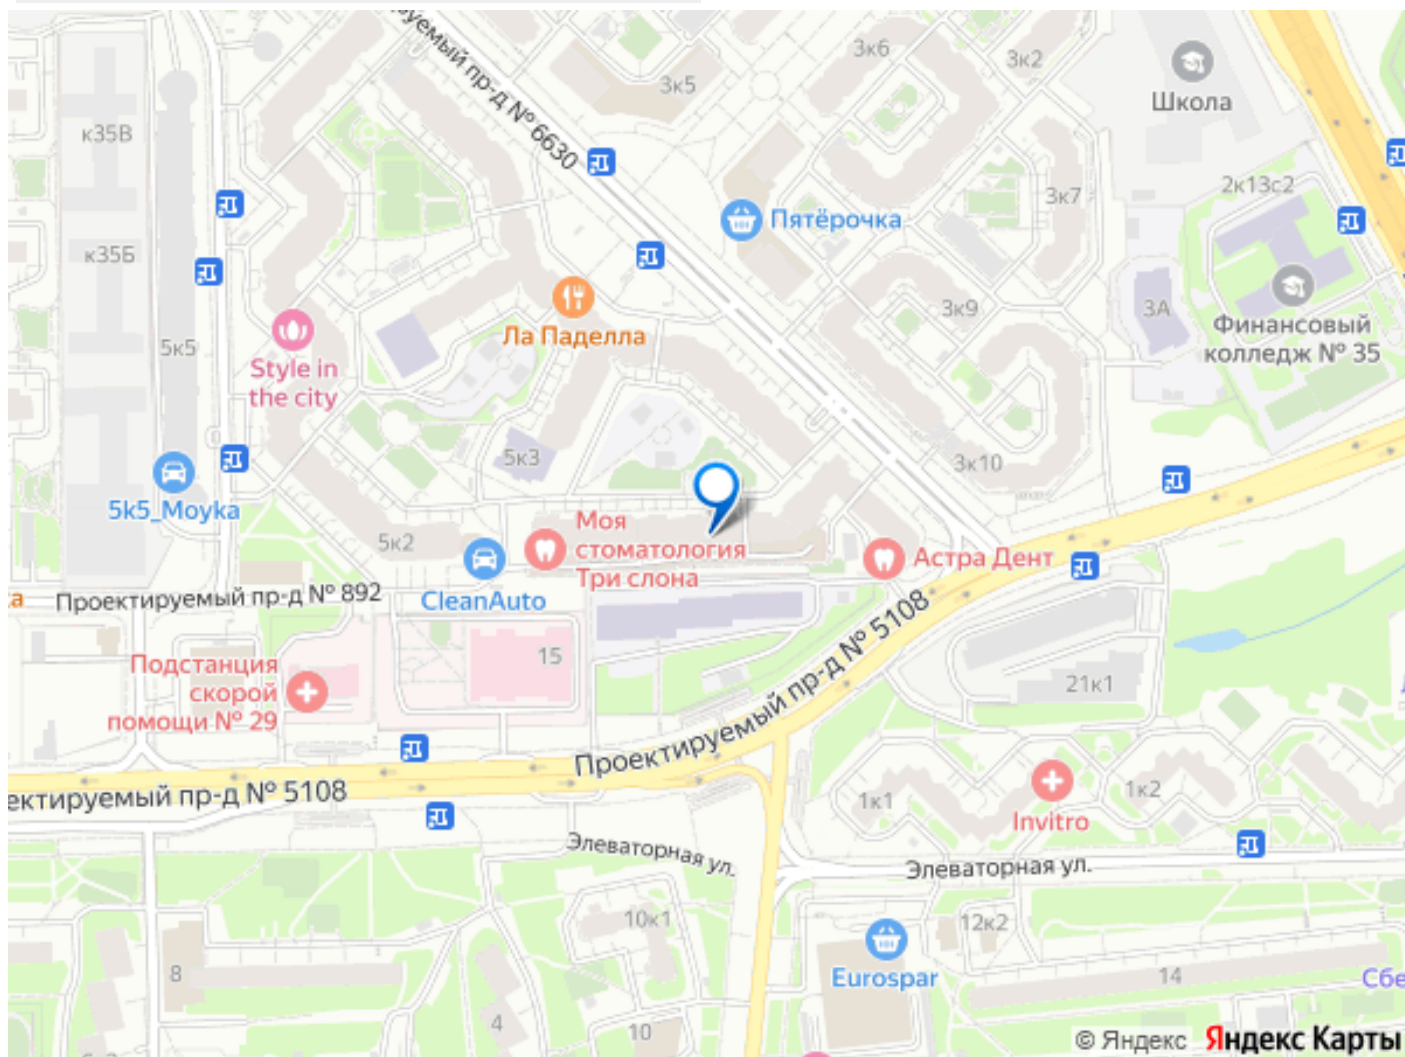 3к6
3к2
3к5
Школа
к35В
Проектируемый пр-д № 6630
2к13с2
3к7
Пятёрочка
к35Б
3к9
3А
Финансовый
колледж № 35
Ла Паделла
5к5
Style in
the city
5к3
3к10
5k5_Moyka
Моя
стоматология
Три слона
5к2
Астра Дент
CleanAuto
Проектируемый пр-д № 892
Проектируемый пр-д № 5108
15
Подстанция
скорой
помощи № 29
21к1
ектируемый пр-д № 5108
1к1
1к2
Invitro
Элеваторная ул.
Элеваторная ул.
10к1
12к2
8
Eurospar
14
Сбе
4
10
© Яндекс Яндекс Карты